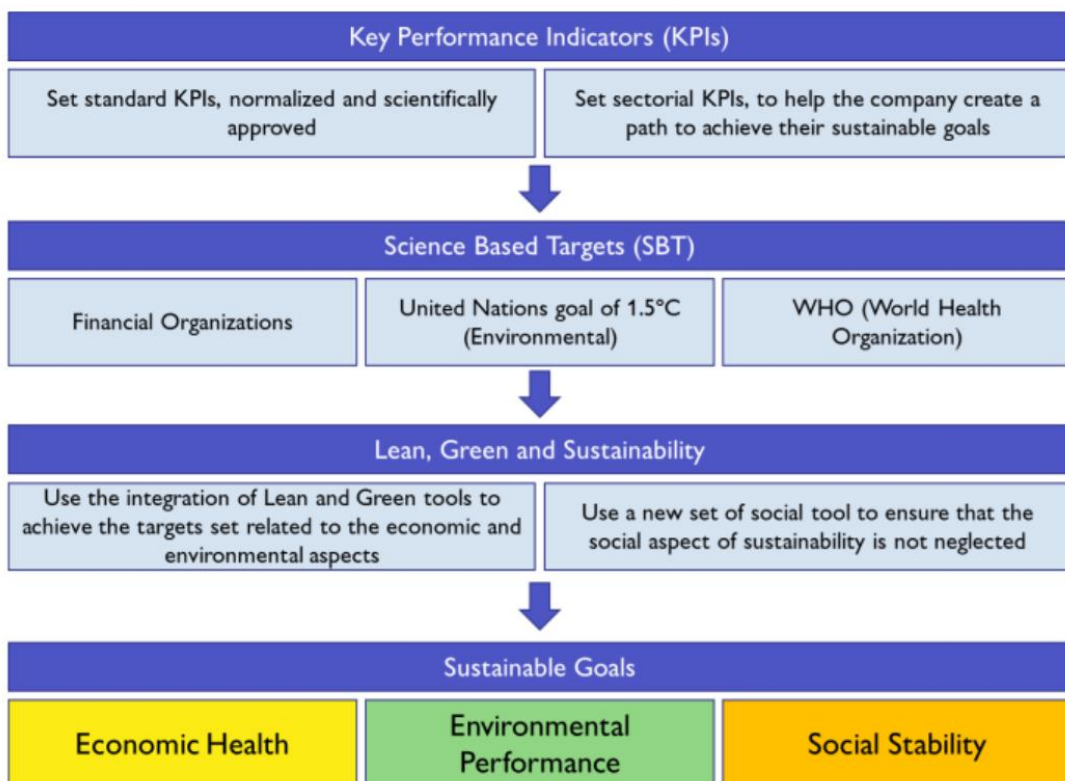 Key Performance Indicators (KPIs)
Set standard KPIs, normalized and scientifically
approved
Set sectorial KPIs, to help the company create a
path to achieve their sustainable goals
Science Based Targets (SBT)
Financial Organizations
United Nations goal of 1.5°C
(Environmental)
WHO (World Health
Organization)
Lean, Green and Sustainability
Use the integration of Lean and Green tools to
achieve the targets set related to the economic and
environmental aspects
Use a new set of social tool to ensure that the
social aspect of sustainability is not neglected
Sustainable Goals
Economic Health
Environmental
Performance
Social Stability